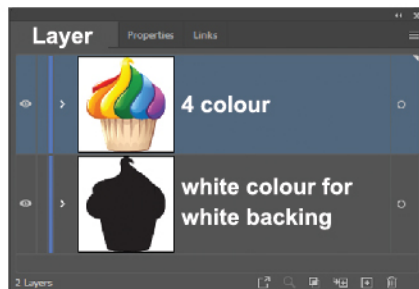 Layer Properties Links
4 colour
white colour for
white backing
2 Layers